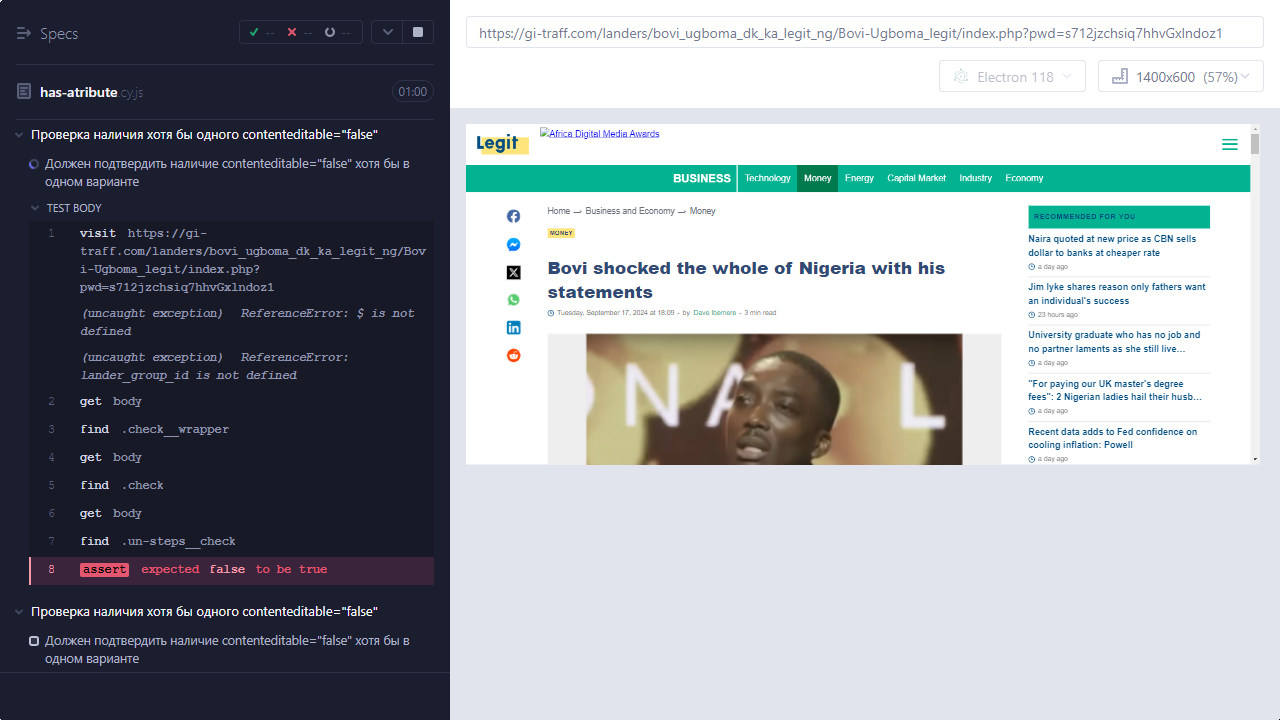 Specs
--
--
--
has-atribute.cy.js
01:00
Проверка наличия хотя бы одного contenteditable="false"
Должен подтвердить наличие contenteditable="false" хотя бы в
одном варианте
TEST BODY
1 visit https://gi-
traff.com/landers/bovi_ugboma_dk_ka_legit_ng/Bov
i-Ugboma_legit/index.php?
pwd=s712jzchsiq7hhvGxlndoz1
(uncaught exception) ReferenceError: $ is not
defined
(uncaught exception) ReferenceError:
lander_group_id is not defined
2 get body
3 find .check__wrapper
4 get body
5 find .check
6 get body
7 find .un-steps__check
8 assert expected false to be true
Проверка наличия хотя бы одного contenteditable="false"
Должен подтвердить наличие contenteditable="false" хотя бы в
одном варианте
https://gi-traff.com/landers/bovi_ugboma_dk_ka_legit_ng/Bovi-Ugboma_legit/index.php?pwd=s712jzchsiq7hhvGxlndoz1
Electron 118
1400x600 (57%)
Legit
Africa Digital Media Awards
BUSINESS Technology Money Energy Capital Market Industry Economy
Home Business and Economy Money
MONEY
Bovi shocked the whole of Nigeria with his
statements
Tuesday, September 17, 2024 at 18:09 - by Dave Ibemere - 3 min read
ONA L
RECOMMENDED FOR YOU
Naira quoted at new price as CBN sells
dollar to banks at cheaper rate
a day ago
Jim Iyke shares reason only fathers want
an individual's success
23 hours ago
University graduate who has no job and
no partner laments as she still live...
a day ago
"For paying our UK master's degree
fees": 2 Nigerian ladies hail their husb...
a day ago
Recent data adds to Fed confidence on
cooling inflation: Powell
a day ago